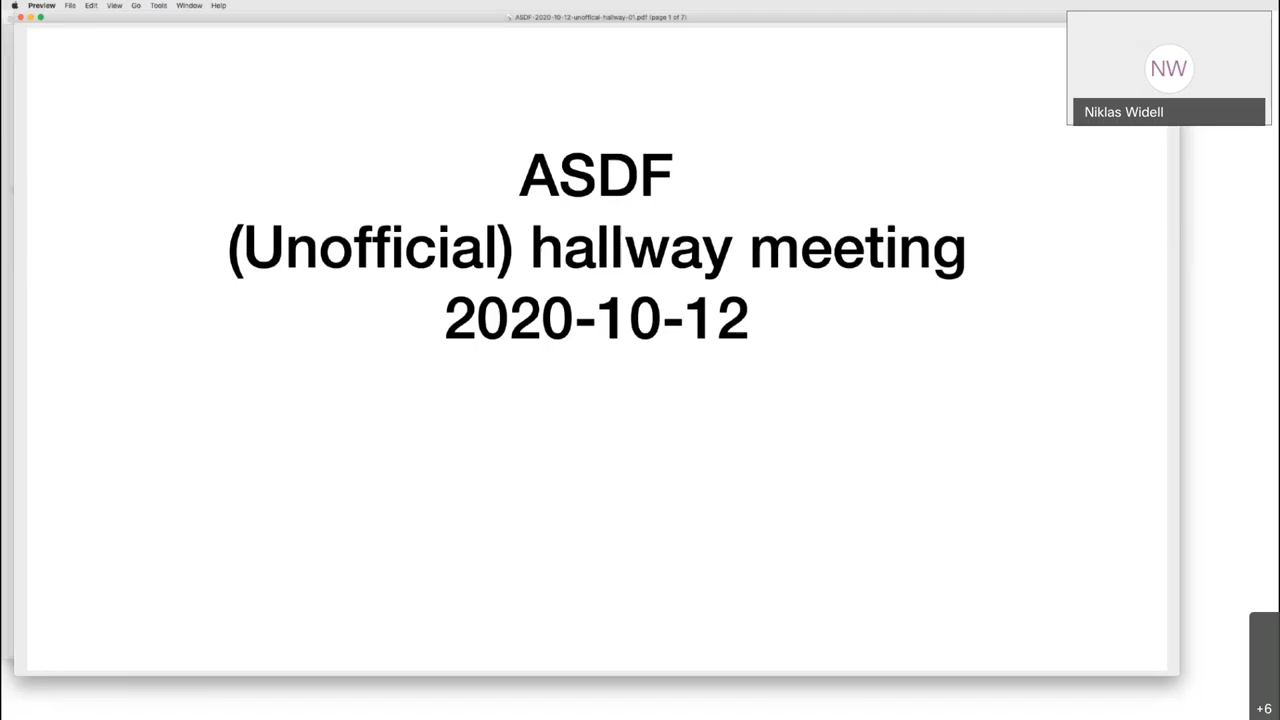 Preview File Edit View Go Tools Window Help
ASDF-2020-10-12-unoffical-hallway-01.pdf (page 1 of 7)
NW
Niklas Widell
ASDF
(Unofficial) hallway meeting
2020-10-12
+6